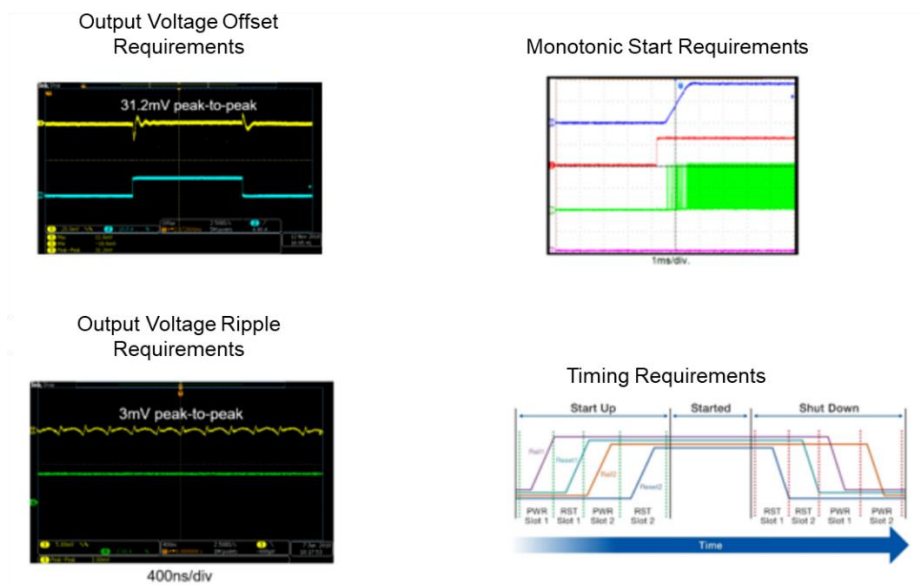 Output Voltage Offset
Requirements
31.2mV peak-to-peak
Monotonic Start Requirements
1ms/div.
Output Voltage Ripple
Requirements
3mV peak-to-peak
400ns/div
Timing Requirements
Start Up
Started
Shut Down
Rail1
Reset1
Rail2
Reset2
PWR
Slot 1
RST
Slot 1
PWR
Slot 2
RST
Slot 2
RST
Slot 1
RST
Slot 2
PWR
Slot 1
PWR
Slot 2
Time